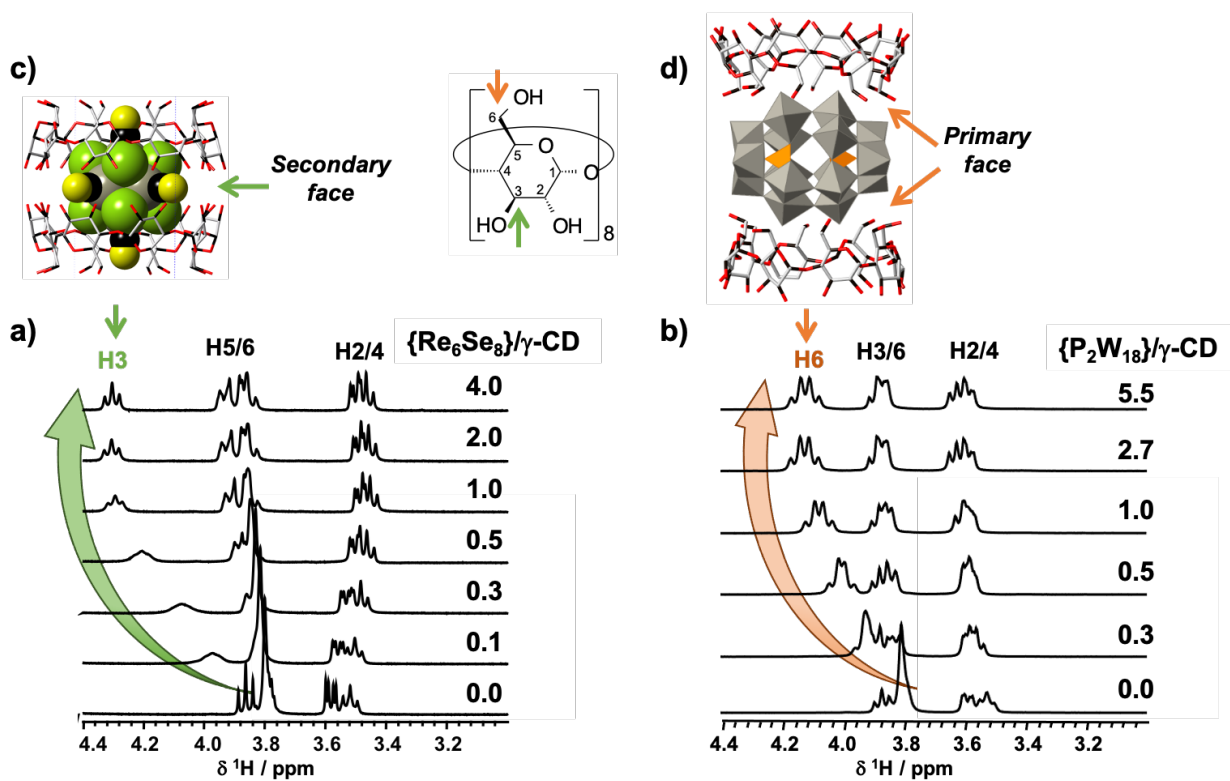 c)
Secondary
face
OH
6
5
O
4
1
O
3
2
HO
OH
8
d)
Primary
face
a)
H3
H5/6
H2/4
{Re₆Se₈}/γ-CD
4.0
2.0
1.0
0.5
0.3
0.1
0.0
4.4 4.2 4.0 3.8 3.6 3.4 3.2
δ ¹H / ppm
b)
H6
H3/6
H2/4
{P₂W₁₈}/γ-CD
5.5
2.7
1.0
0.5
0.3
0.0
4.4 4.2 4.0 3.8 3.6 3.4 3.2
δ ¹H / ppm